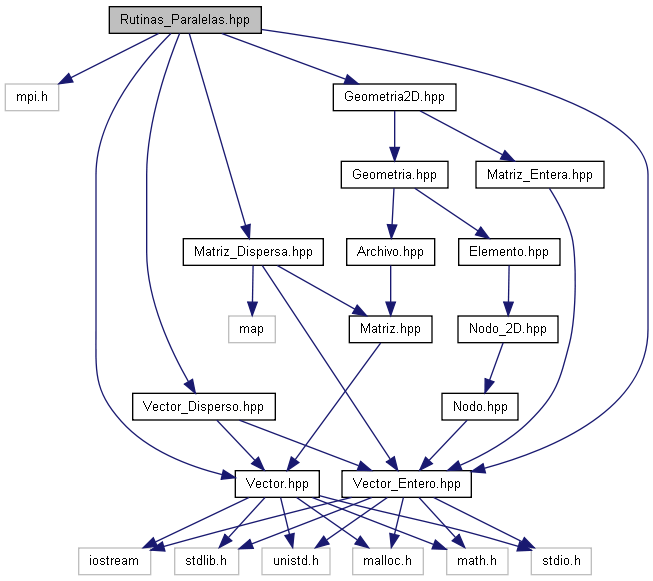 Rutinas_Paralelas.hpp
mpi.h
Geometria2D.hpp
Geometria.hpp
Matriz_Entera.hpp
Matriz_Dispersa.hpp
Archivo.hpp
Elemento.hpp
map
Matriz.hpp
Nodo_2D.hpp
Vector_Disperso.hpp
Nodo.hpp
Vector.hpp
Vector_Entero.hpp
iostream
stdlib.h
unistd.h
malloc.h
math.h
stdio.h